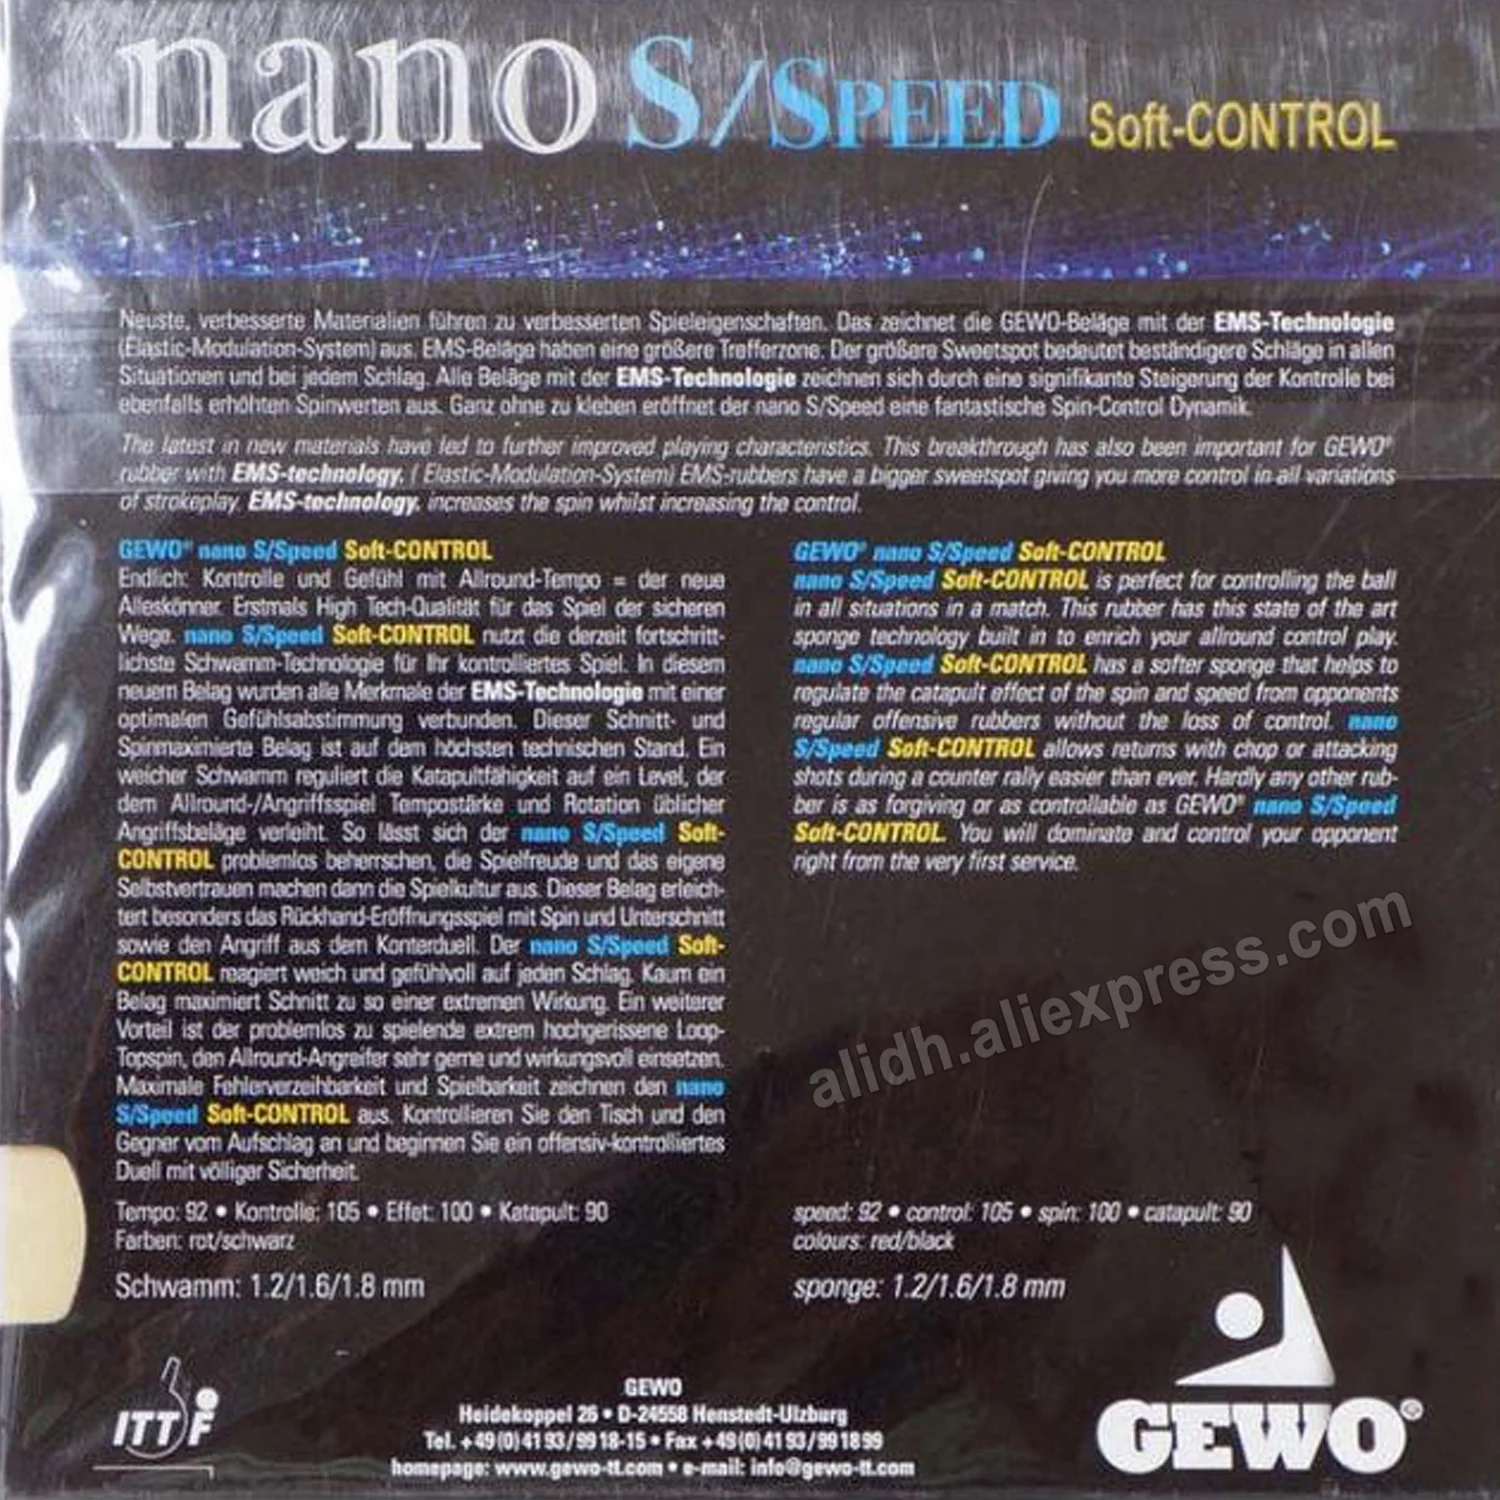 nano S/SPEED Soft-CONTROL
Neuste, verbesserte Materialien führen zu verbesserten Spieleigenschaften. Das zeichnet die GEWO-Beläge mit der EMS-Technologie
(Elastic-Modulation-System) aus. EMS-Beläge haben eine größere Trefferzone. Der größere Sweetspot bedeutet beständigere Schläge in allen
Situationen und bei jedem Schlag. Alle Beläge mit der EMS-Technologie zeichnen sich durch eine signifikante Steigerung der Kontrolle bei
ebenfalls erhöhten Spinwerten aus. Ganz ohne zu kleben eröffnet der nano S/Speed eine fantastische Spin-Control Dynamik.
The latest in new materials have led to further improved playing characteristics. This breakthrough has also been important for GEWO®
rubber with EMS-technology, ( Elastic-Modulation-System) EMS-rubbers have a bigger sweetspot giving you more control in all variations
of strokeplay. EMS-technology, increases the spin whilst increasing the control.
GEWO® nano S/Speed Soft-CONTROL
Endlich: Kontrolle und Gefühl mit Allround-Tempo = der neue
Alleskönner. Erstmals High Tech-Qualität für das Spiel der sicheren
Wege. nano S/Speed Soft-CONTROL nutzt die derzeit fortschritt-
lichste Schwamm-Technologie für Ihr kontrolliertes Spiel. In diesem
neuem Belag wurden alle Merkmale der EMS-Technologie mit einer
optimalen Gefühlsabstimmung verbunden. Dieser Schnitt- und
Spinmaximierte Belag ist auf dem höchsten technischen Stand. Ein
weicher Schwamm reguliert die Katapultfähigkeit auf ein Level, der
dem Allround-/Angriffsspiel Tempostärke und Rotation üblicher
Angriffsbeläge verleiht. So lässt sich der nano S/Speed Soft-
CONTROL problemlos beherrschen, die Spielfreude und das eigene
Selbstvertrauen machen dann die Spielkultur aus. Dieser Belag erleich-
tert besonders das Rückhand-Eröffnungsspiel mit Spin und Unterschnitt
sowie den Angriff aus dem Konterduell. Der nano S/Speed Soft-
CONTROL reagiert weich und gefühlvoll auf jeden Schlag. Kaum ein
Belag maximiert Schnitt zu so einer extremen Wirkung. Ein weiterer
Vorteil ist der problemlos zu spielende extrem hochgerissene Loop-
Topspin, den Allround-Angreifer sehr gerne und wirkungsvoll einsetzen.
Maximale Fehlerverzeihbarkeit und Spielbarkeit zeichnen den nano
S/Speed Soft-CONTROL aus. Kontrollieren Sie den Tisch und den
Gegner vom Aufschlag an und beginnen Sie ein offensiv-kontrolliertes
Duell mit völliger Sicherheit.
Tempo: 92 • Kontrolle: 105 • Effet: 100 • Katapult: 90
Farben: rot/schwarz
Schwamm: 1.2/1.6/1.8 mm
GEWO® nano S/Speed Soft-CONTROL
nano S/Speed Soft-CONTROL is perfect for controlling the ball
in all situations in a match. This rubber has this state of the art
sponge technology built in to enrich your allround control play.
nano S/Speed Soft-CONTROL has a softer sponge that helps to
regulate the catapult effect of the spin and speed from opponents
regular offensive rubbers without the loss of control. nano
S/Speed Soft-CONTROL allows returns with chop or attacking
shots during a counter rally easier than ever. Hardly any other rub-
ber is as forgiving or as controllable as GEWO® nano S/Speed
Soft-CONTROL. You will dominate and control your opponent
right from the very first service.
alidh.aliexpress.com
speed: 92 • control: 105 • spin: 100 • catapult: 90
colours: red/black
sponge: 1.2/1.6/1.8 mm
ITTF
GEWO
Heidekoppel 26 • D-24558 Henstedt-Ulzburg
Tel. +49 (0) 41 93 / 99 18-15 • Fax +49 (0) 41 93 / 99 18 99
homepage: www.gewo-tt.com • e-mail: info@gewo-tt.com
GEWO®